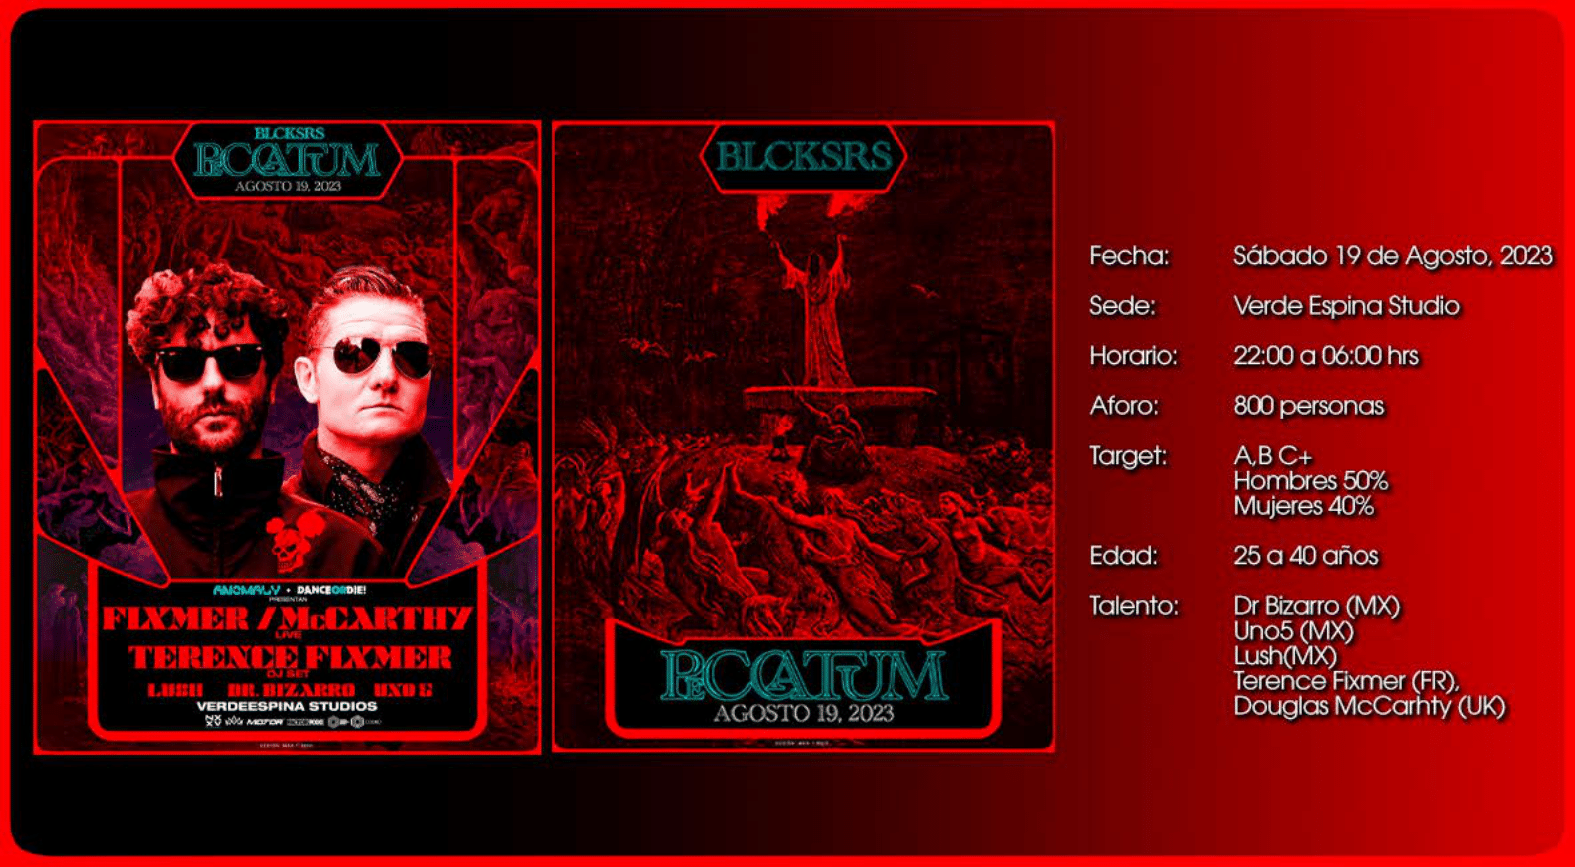 BLCKSRS
PECCATUM
AGOSTO 19, 2023
ANOMALY + DANCEORDIE!
PRESENTAN
FIXMER / McCARTHY
LIVE
TERENCE FIXMER
DJ SET
LUSH DR. BIZARRO UNO 5
VERDEESPINA STUDIOS
MOTOR
BLCKSRS
PECCATUM
AGOSTO 19, 2023
Fecha: Sábado 19 de Agosto, 2023
Sede: Verde Espina Studio
Horario: 22:00 a 06:00 hrs
Aforo: 800 personas
Target: A,B C+
Hombres 50%
Mujeres 40%
Edad: 25 a 40 años
Talento: Dr Bizarro (MX)
Uno5 (MX)
Lush(MX)
Terence Fixmer (FR),
Douglas McCarhty (UK)